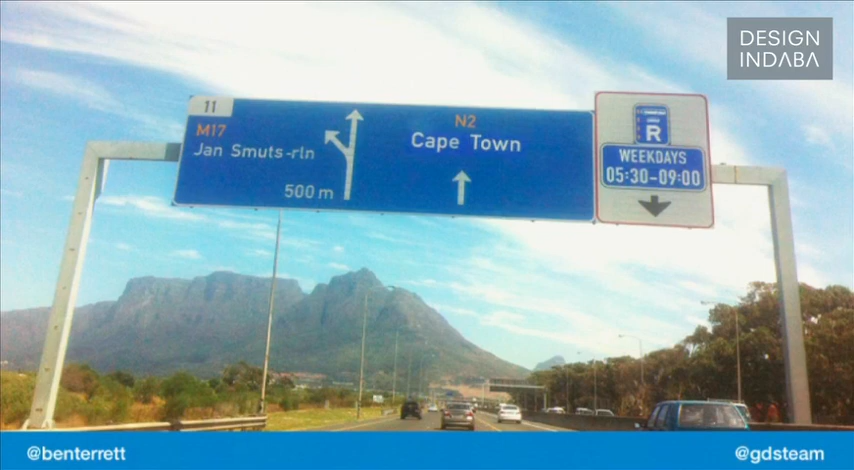 DESIGN
INDABA
11
M17
Jan Smuts-rln
500 m
N2
Cape Town
R
WEEKDAYS
05:30-09:00
@benterrett
@gdsteam